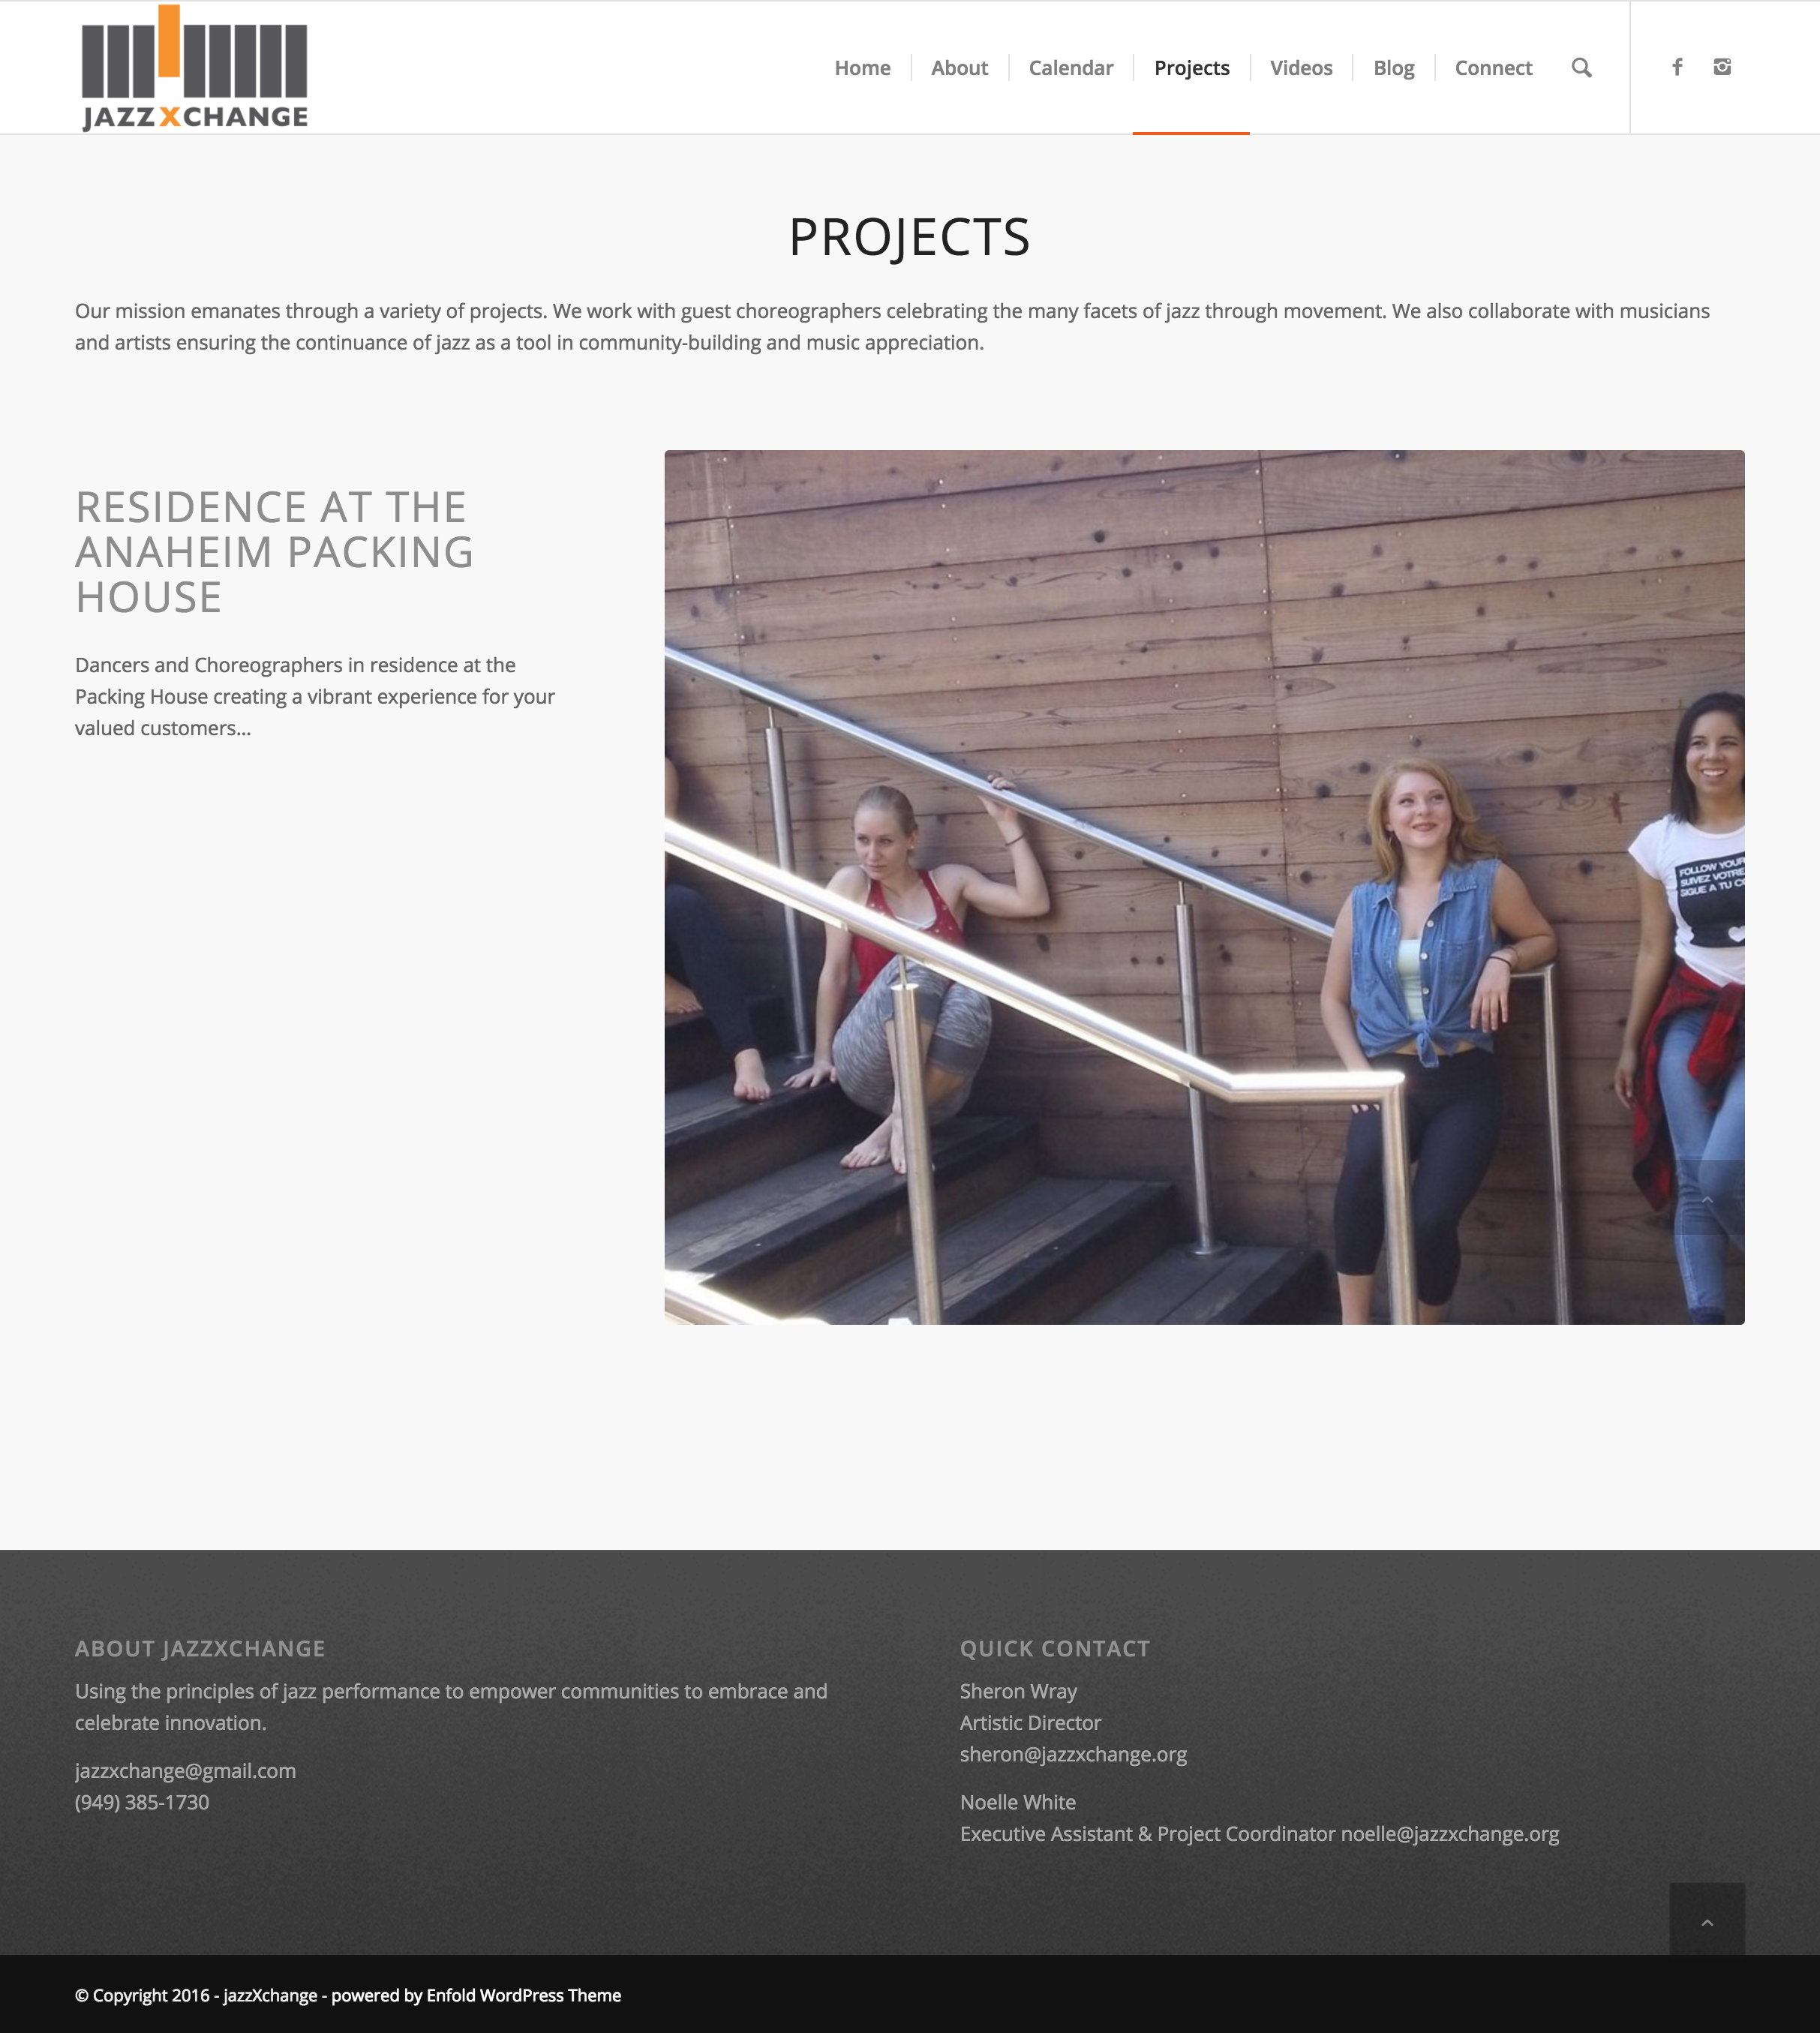 JAZZXCHANGE
Home
About
Calendar
Projects
Videos
Blog
Connect
PROJECTS
Our mission emanates through a variety of projects. We work with guest choreographers celebrating the many facets of jazz through movement. We also collaborate with musicians
and artists ensuring the continuance of jazz as a tool in community-building and music appreciation.
RESIDENCE AT THE
ANAHEIM PACKING
HOUSE
Dancers and Choreographers in residence at the
Packing House creating a vibrant experience for your
valued customers...
FOLLOW YOUR
SUIVEZ VOTRE
SIGUE A TU
ABOUT JAZZXCHANGE
Using the principles of jazz performance to empower communities to embrace and
celebrate innovation.
jazzxchange@gmail.com
(949) 385-1730
QUICK CONTACT
Sheron Wray
Artistic Director
sheron@jazzxchange.org
Noelle White
Executive Assistant & Project Coordinator noelle@jazzxchange.org
© Copyright 2016 - jazzXchange - powered by Enfold WordPress Theme